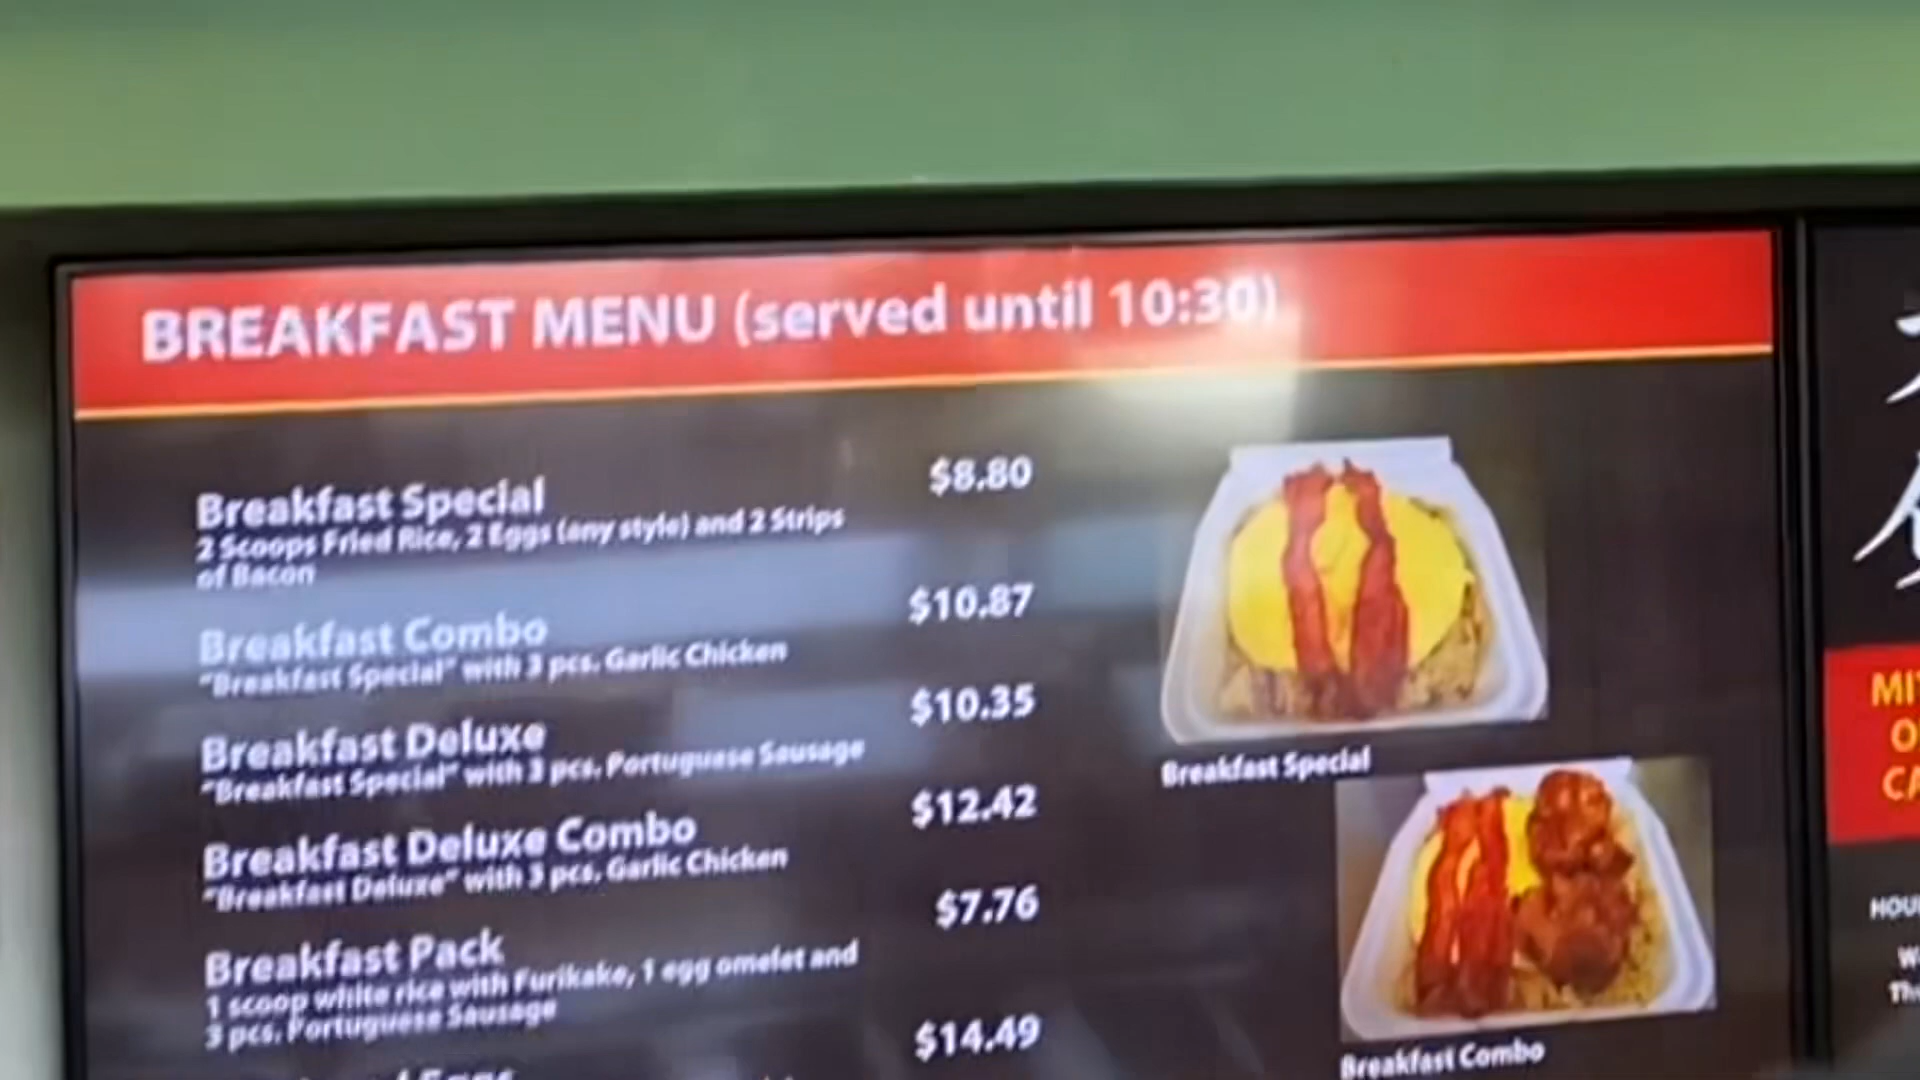 BREAKFAST MENU (served until 10:30)
Breakfast Special $8.80
2 Scoops Fried Rice, 2 Eggs (any style) and 2 Strips
of Bacon
Breakfast Combo $10.87
"Breakfast Special" with 3 pcs. Garlic Chicken
Breakfast Deluxe $10.35
"Breakfast Special" with 3 pcs. Portuguese Sausage
Breakfast Deluxe Combo $12.42
"Breakfast Deluxe" with 3 pcs. Garlic Chicken
Breakfast Pack $7.76
1 scoop white rice with Furikake, 1 egg omelet and
3 pcs. Portuguese Sausage
Eggs $14.49
Breakfast Special
Breakfast Combo